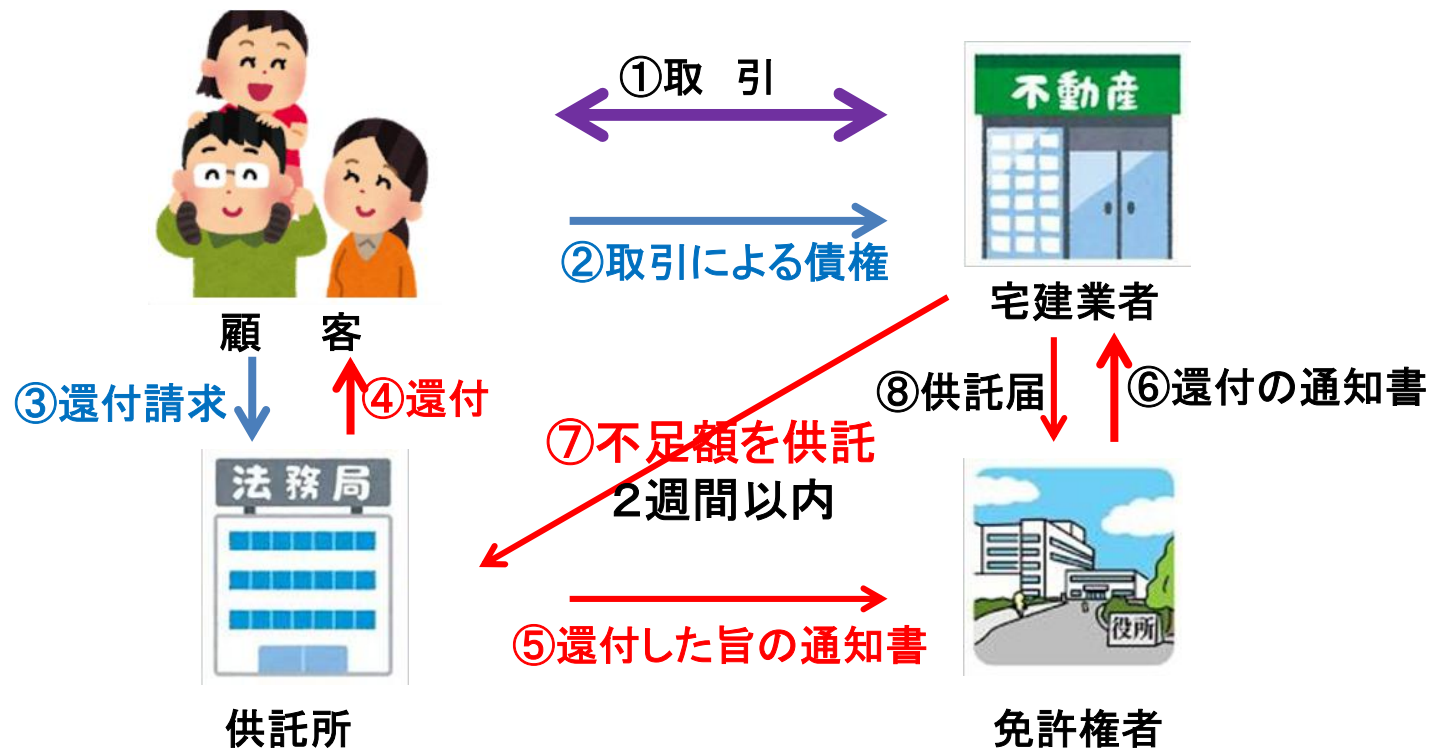 ①取　引
不動産
②取引による債権
宅建業者
顧　客
③還付請求
④還付
⑧供託届
⑥還付の通知書
⑦不足額を供託
２週間以内
法務局
⑤還付した旨の通知書
役所
供託所
免許権者